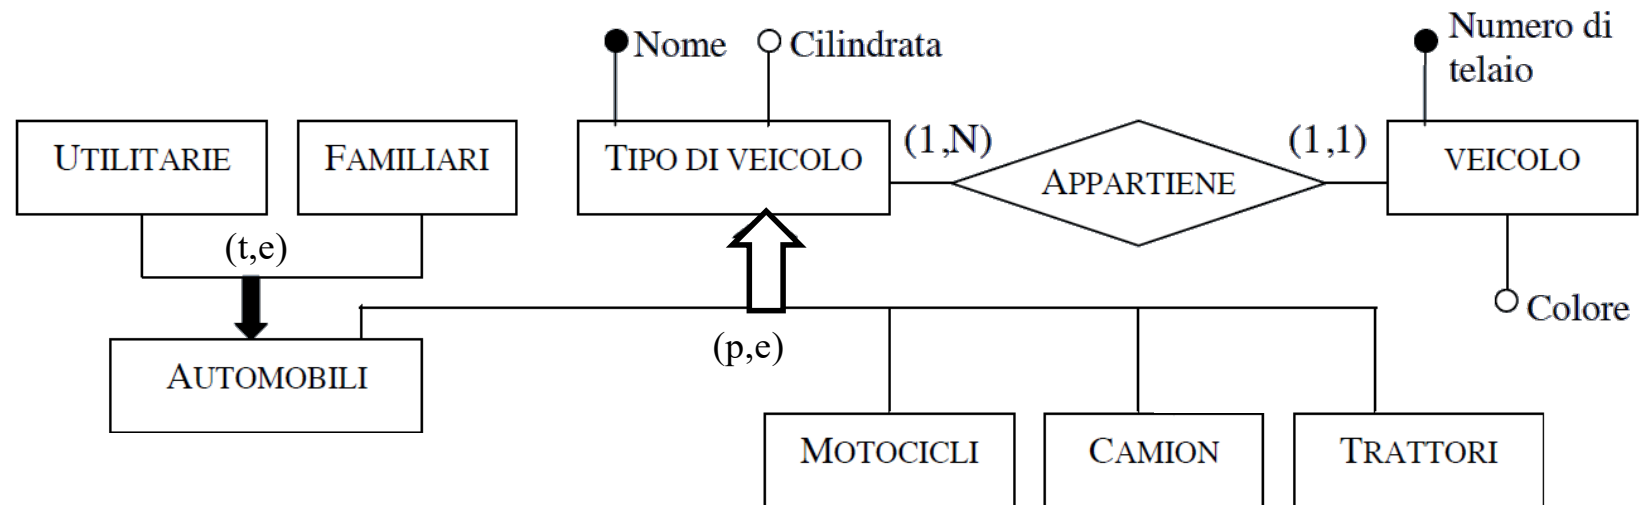 Nome
Cilindrata
Numero di
telaio
UTILITARIE
FAMILIARI
TIPO DI VEICOLO
(1,N)
APPARTIENE
(1,1)
VEICOLO
(t,e)
Colore
(p,e)
AUTOMOBILI
MOTOCICLI
CAMION
TRATTORI